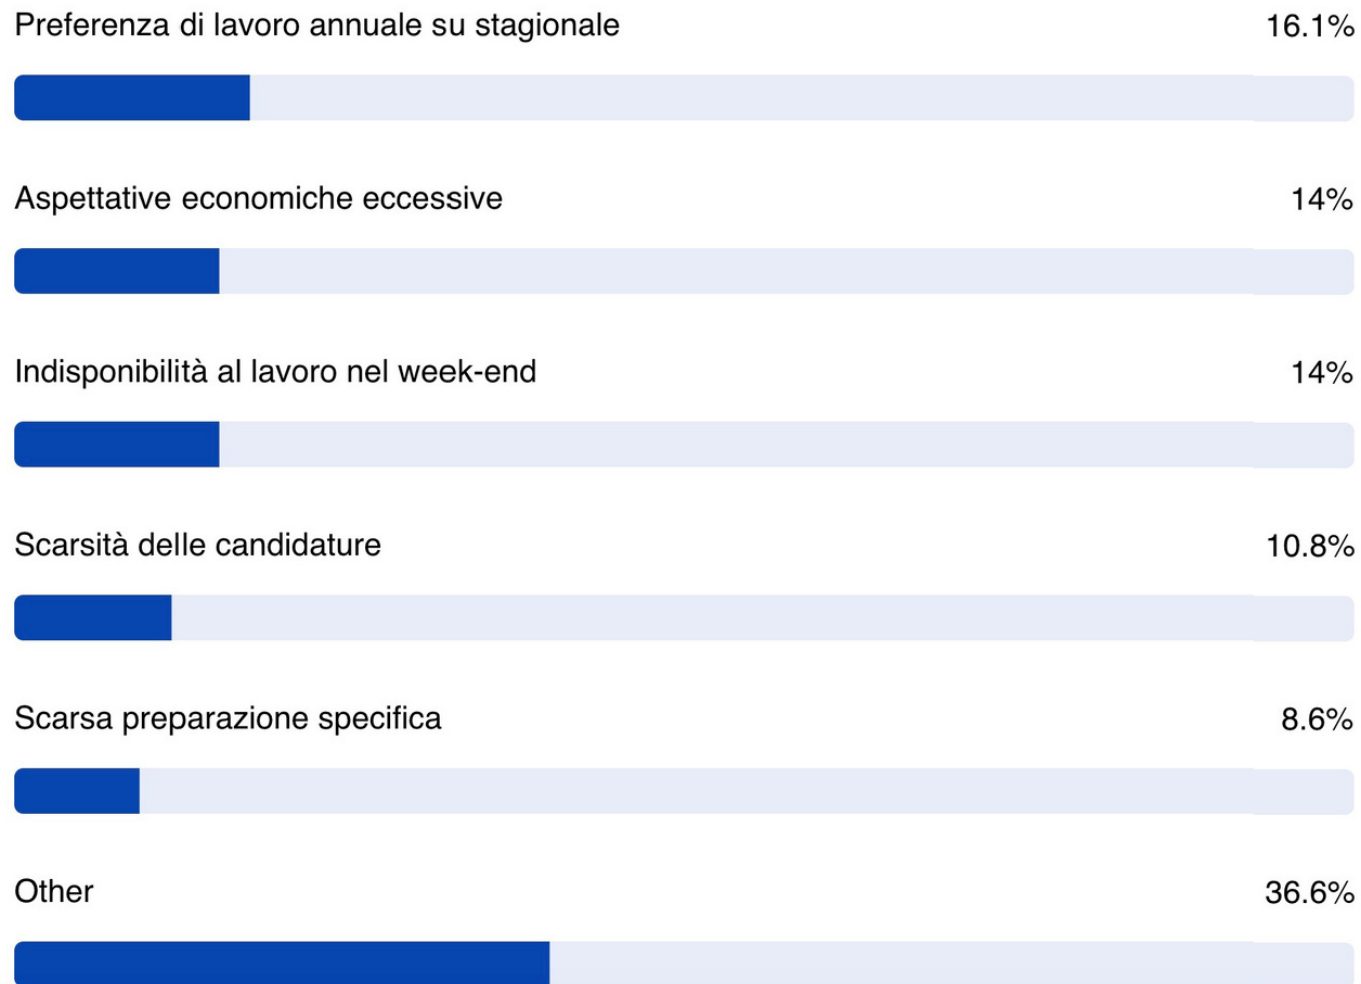 Preferenza di lavoro annuale su stagionale 16.1%
Aspettative economiche eccessive 14%
Indisponibilità al lavoro nel week-end 14%
Scarsità delle candidature 10.8%
Scarsa preparazione specifica 8.6%
Other 36.6%